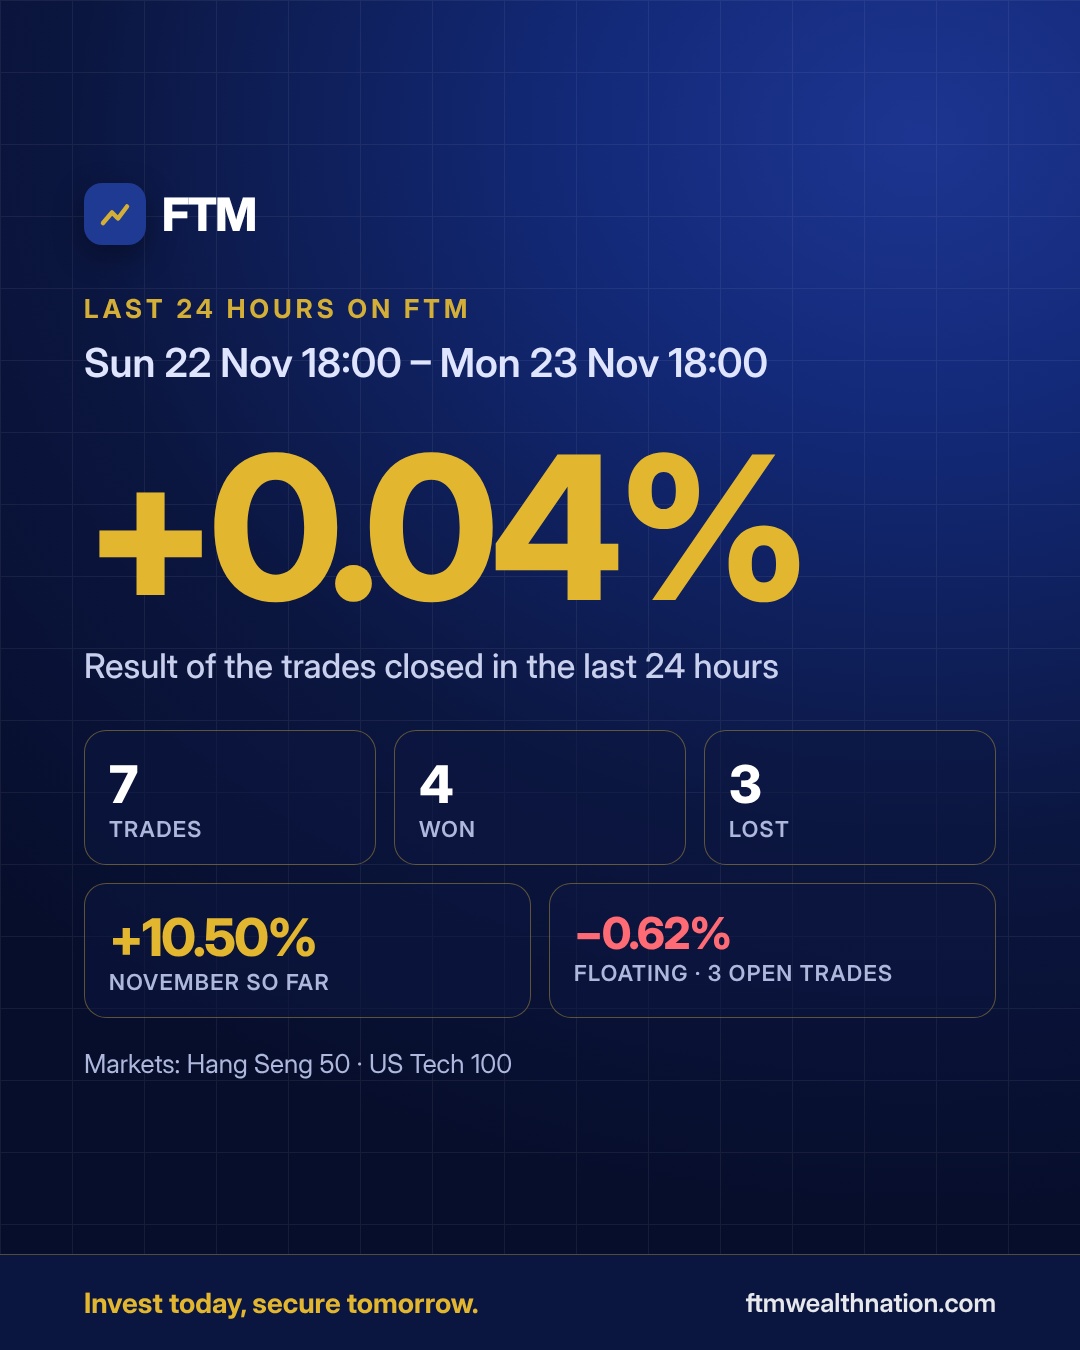 FTM
LAST 24 HOURS ON FTM
Sun 22 Nov 18:00 – Mon 23 Nov 18:00
+0.04%
Result of the trades closed in the last 24 hours
7
TRADES
4
WON
3
LOST
+10.50%
NOVEMBER SO FAR
−0.62%
FLOATING · 3 OPEN TRADES
Markets: Hang Seng 50 · US Tech 100
Invest today, secure tomorrow.
ftmwealthnation.com